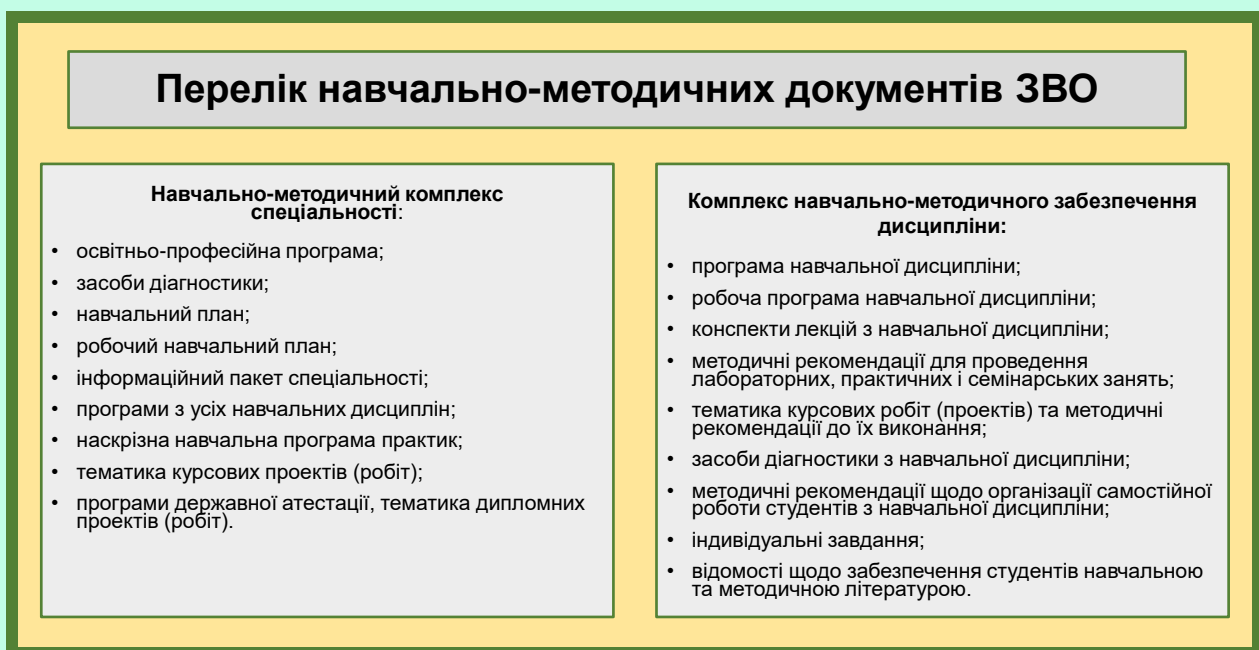 Перелік навчально-методичних документів ЗВО
Навчально-методичний комплекс
спеціальності:
• освітньо-професійна програма;
• засоби діагностики;
• навчальний план;
• робочий навчальний план;
• інформаційний пакет спеціальності;
• програми з усіх навчальних дисциплін;
• наскрізна навчальна програма практик;
• тематика курсових проектів (робіт);
• програми державної атестації, тематика дипломних
проектів (робіт).
Комплекс навчально-методичного забезпечення
дисципліни:
• програма навчальної дисципліни;
• робоча програма навчальної дисципліни;
• конспекти лекцій з навчальної дисципліни;
• методичні рекомендації для проведення
лабораторних, практичних і семінарських занять;
• тематика курсових робіт (проектів) та методичні
рекомендації до їх виконання;
• засоби діагностики з навчальної дисципліни;
• методичні рекомендації щодо організації самостійної
роботи студентів з навчальної дисципліни;
• індивідуальні завдання;
• відомості щодо забезпечення студентів навчальною
та методичною літературою.